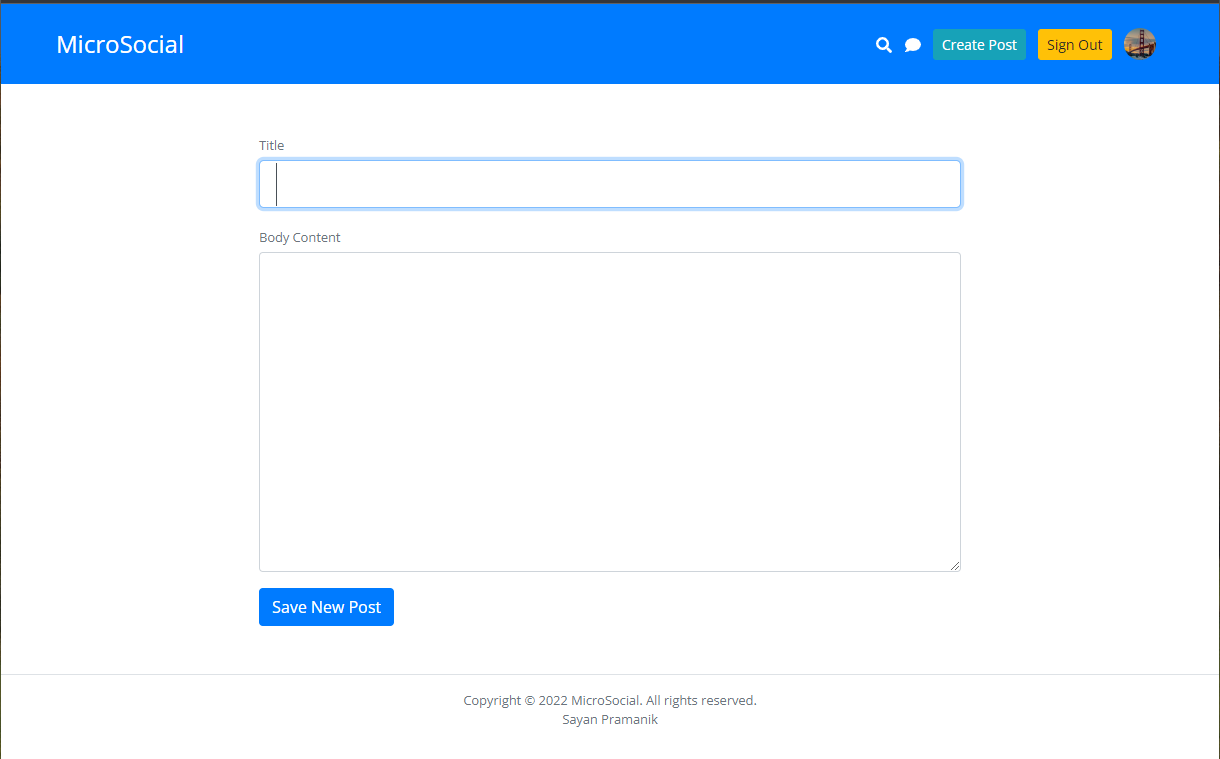 MicroSocial
Create Post
Sign Out
Title
Body Content
Save New Post
Copyright © 2022 MicroSocial. All rights reserved.
Sayan Pramanik